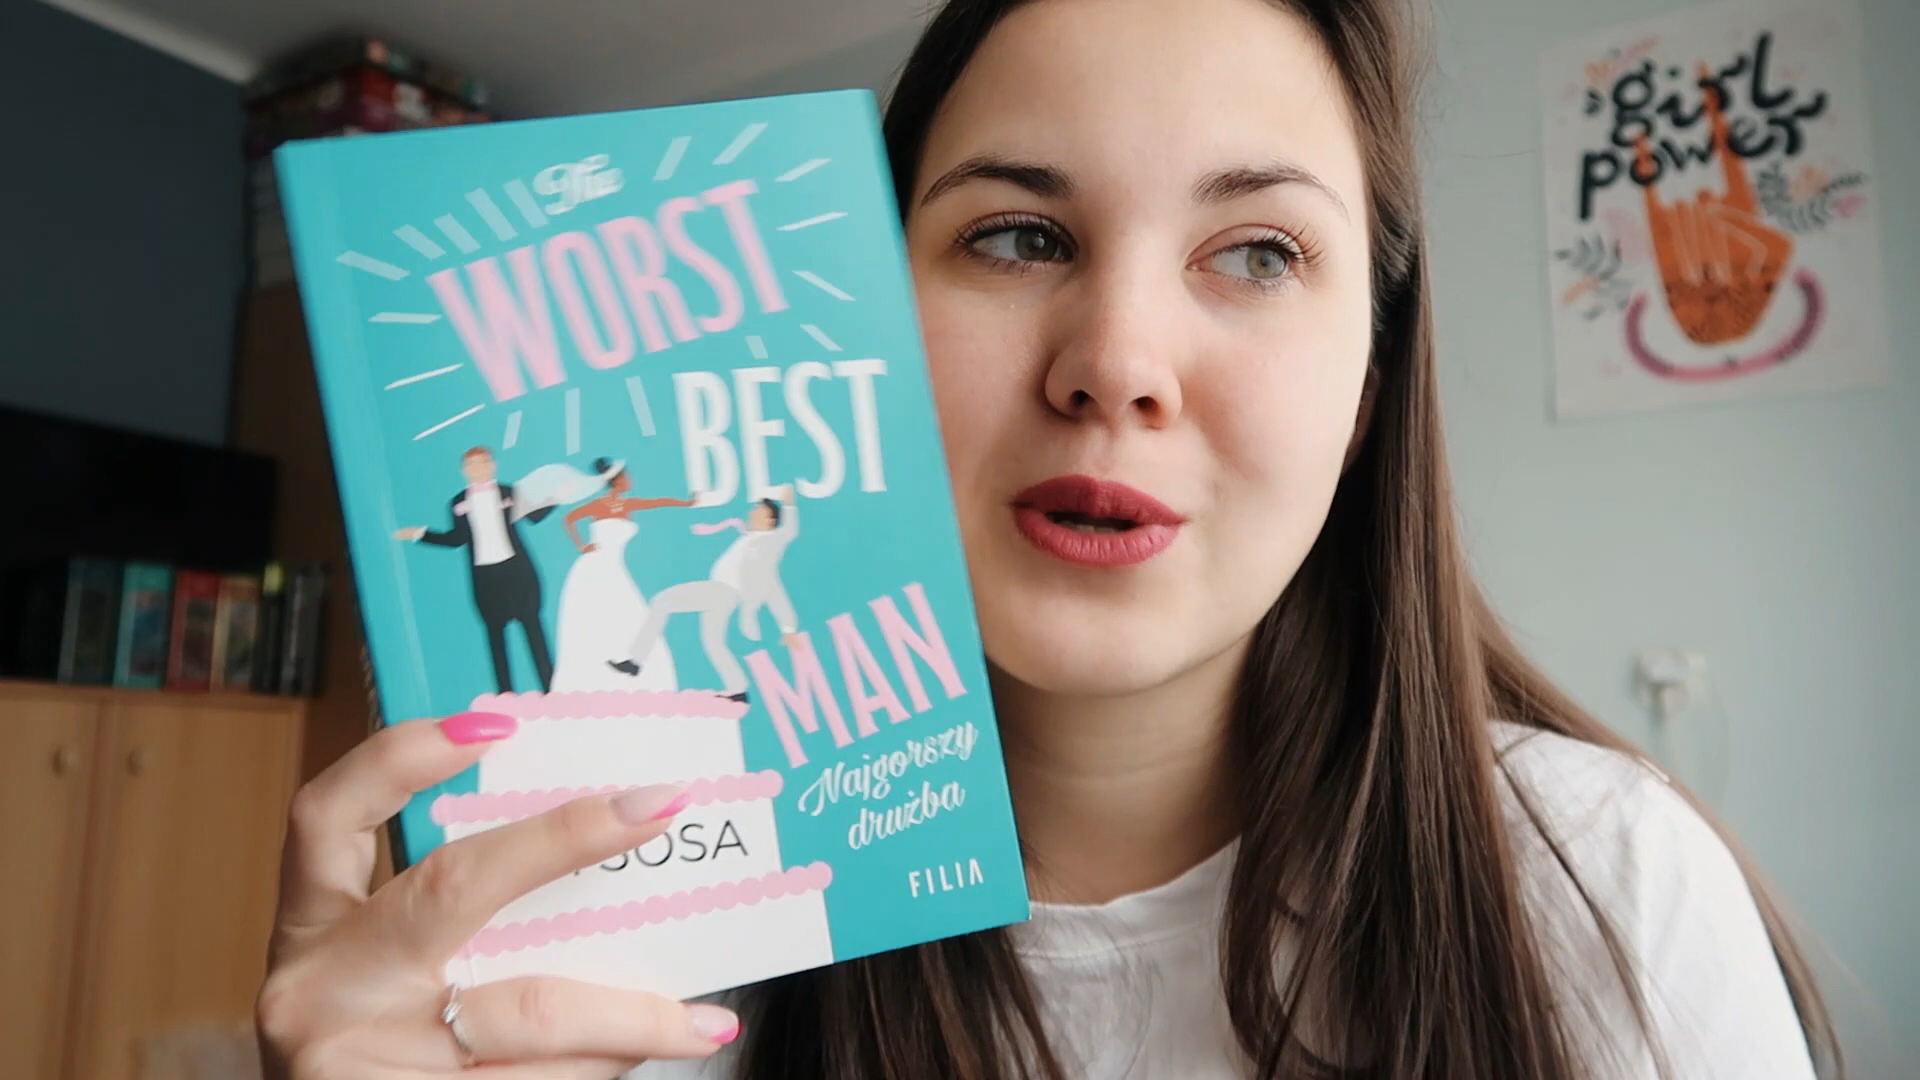 The
WORST
BEST
MAN
Najgorszy
drużba
SOSA
FILIA
girl
power